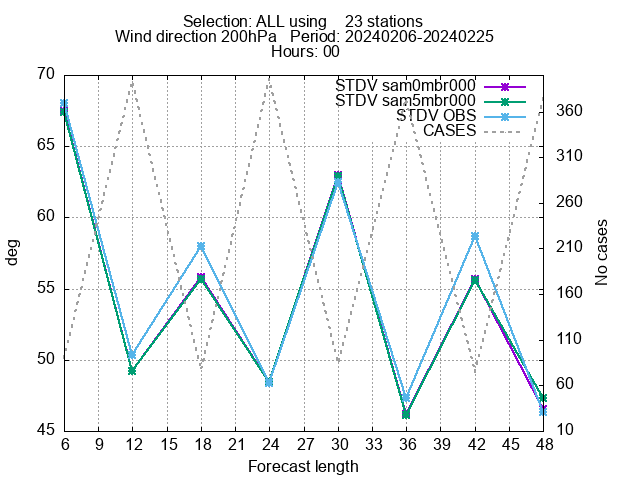 Selection: ALL using    23 stations
Wind direction 200hPa   Period: 20240206-20240225
Hours: 00
STDV sam0mbr000
STDV sam5mbr000
STDV OBS
CASES
70
65
60
55
50
45
deg
360
310
260
210
160
110
60
10
No cases
6 9 12 15 18 21 24 27 30 33 36 39 42 45 48
Forecast length